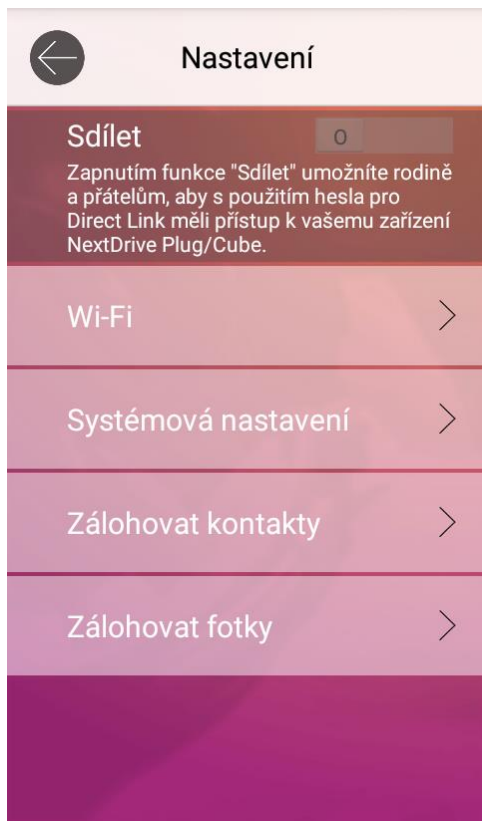 Nastavení
Sdílet
O
Zapnutím funkce "Sdílet" umožníte rodině
a přátelům, aby s použitím hesla pro
Direct Link měli přístup k vašemu zařízení
NextDrive Plug/Cube.
Wi-Fi
Systémová nastavení
Zálohovat kontakty
Zálohovat fotky